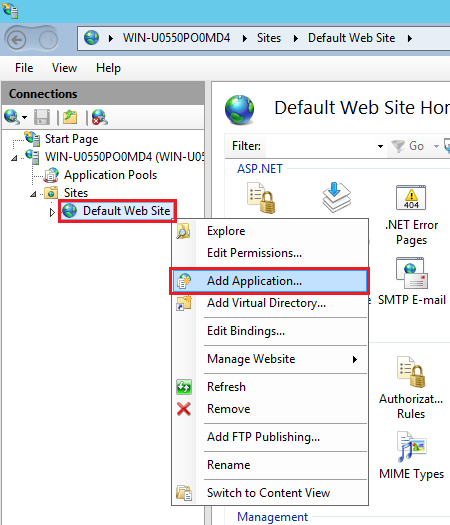 WIN-U0550PO0MD4 Sites Default Web Site
File View Help
Connections
Start Page
WIN-U0550PO0MD4 (WIN-U05
Application Pools
Sites
Default Web Site
Default Web Site Hor
Filter: Go
ASP.NET
.NET Error
Pages
SMTP E-mail
Authorizat...
Rules
MIME Types
Management
Explore
Edit Permissions...
Add Application...
Add Virtual Directory...
Edit Bindings...
Manage Website
Refresh
Remove
Add FTP Publishing...
Rename
Switch to Content View